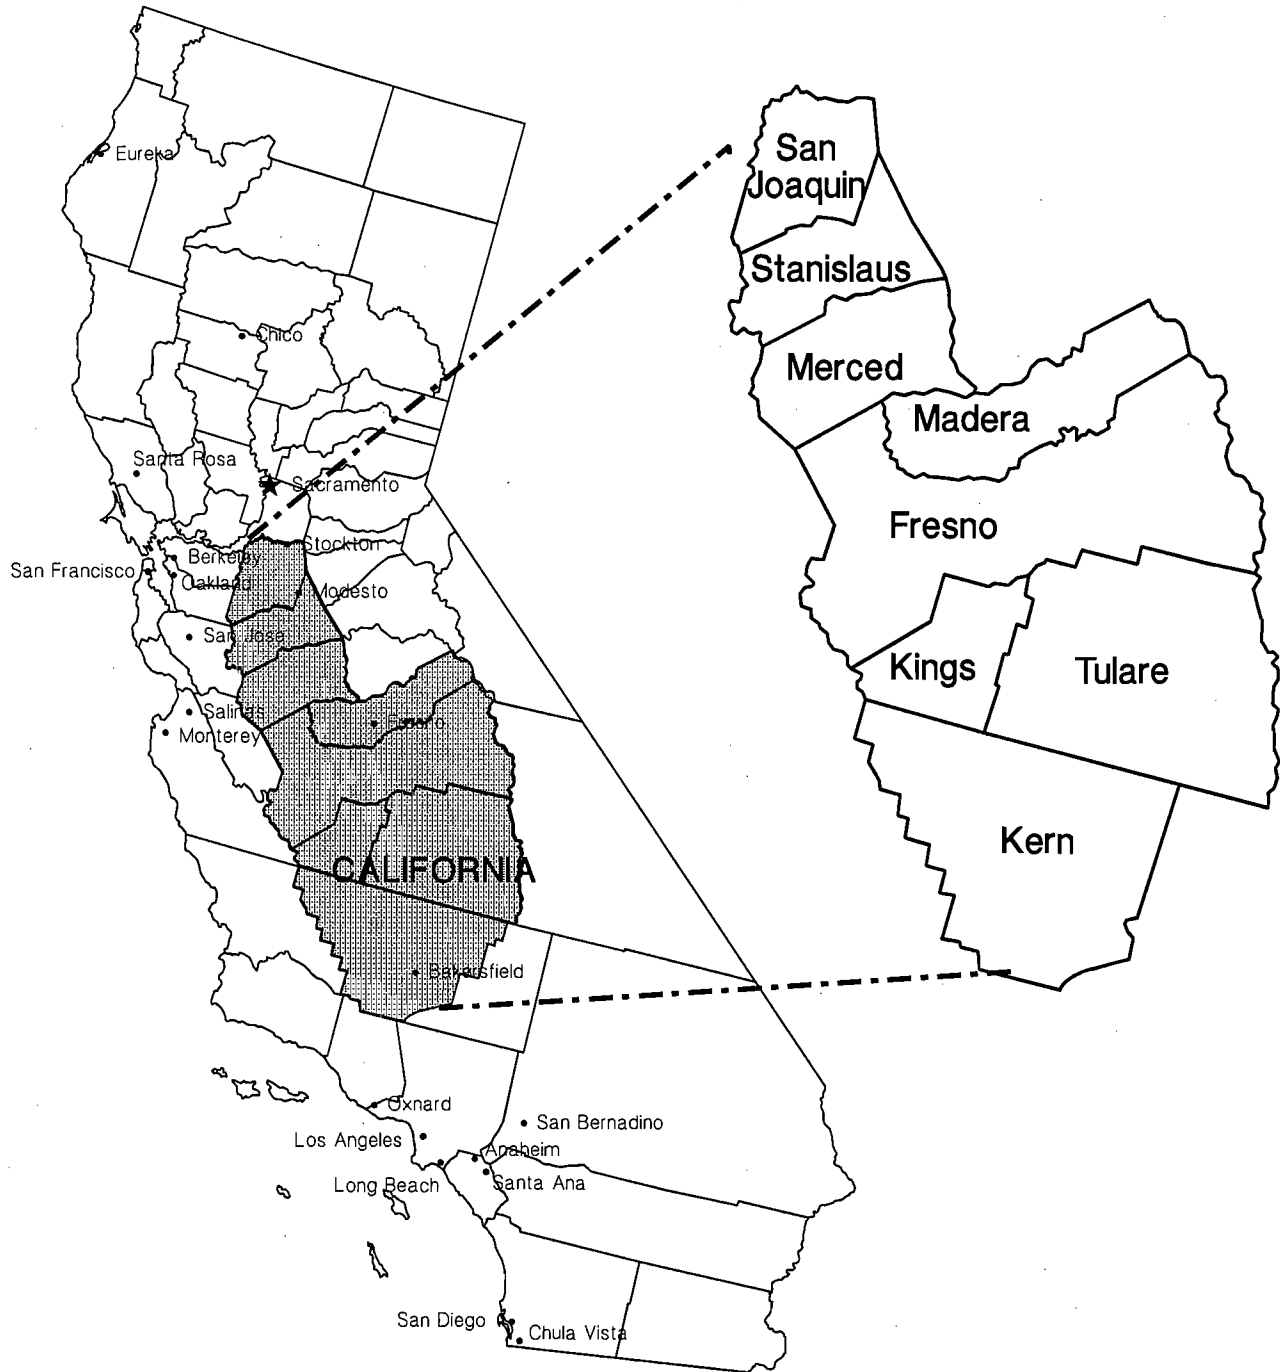 Eureka
Chico
Santa Rosa
Sacramento
Stockton
Berkeley
San Francisco
Oakland
Modesto
San Jose
Salinas
Monterey
Fresno
CALIFORNIA
Bakersfield
Oxnard
San Bernadino
Los Angeles
Anaheim
Long Beach
Santa Ana
San Diego
Chula Vista
San
Joaquin
Stanislaus
Merced
Madera
Fresno
Kings
Tulare
Kern